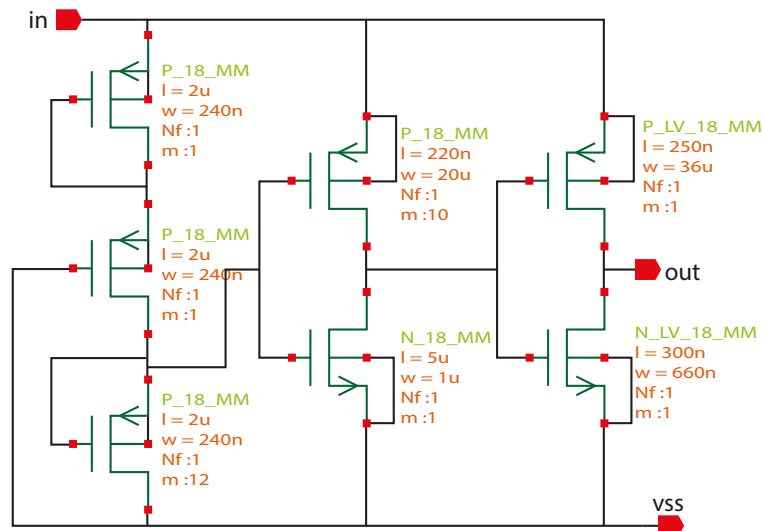 in
P_18_MM
l = 2u
w = 240n
Nf :1
m :1
P_18_MM
l = 2u
w = 240n
Nf :1
m :1
P_18_MM
l = 2u
w = 240n
Nf :1
m :12
P_18_MM
l = 220n
w = 20u
Nf :1
m :10
N_18_MM
l = 5u
w = 1u
Nf :1
m :1
P_LV_18_MM
l = 250n
w = 36u
Nf :1
m :1
out
N_LV_18_MM
l = 300n
w = 660n
Nf :1
m :1
vss